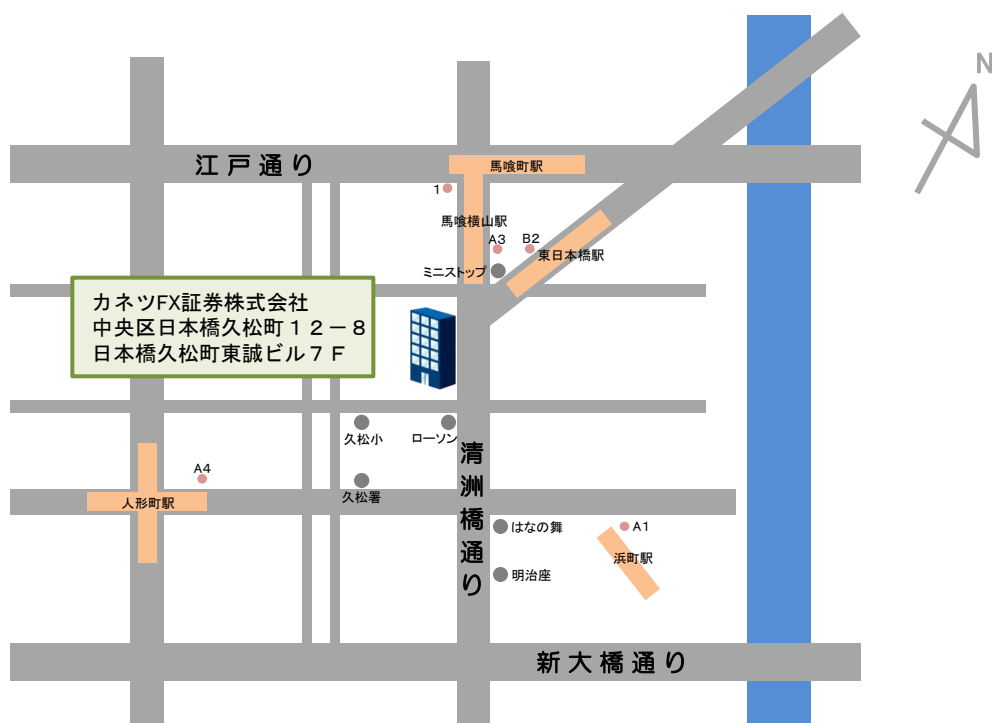 N
江戸通り
馬喰町駅
1
馬喰横山駅
A3
B2
東日本橋駅
ミニストップ
カネツFX証券株式会社
中央区日本橋久松町１２－８
日本橋久松町東誠ビル７Ｆ
久松小
ローソン
清洲橋通り
A4
久松署
人形町駅
はなの舞
A1
浜町駅
明治座
新大橋通り